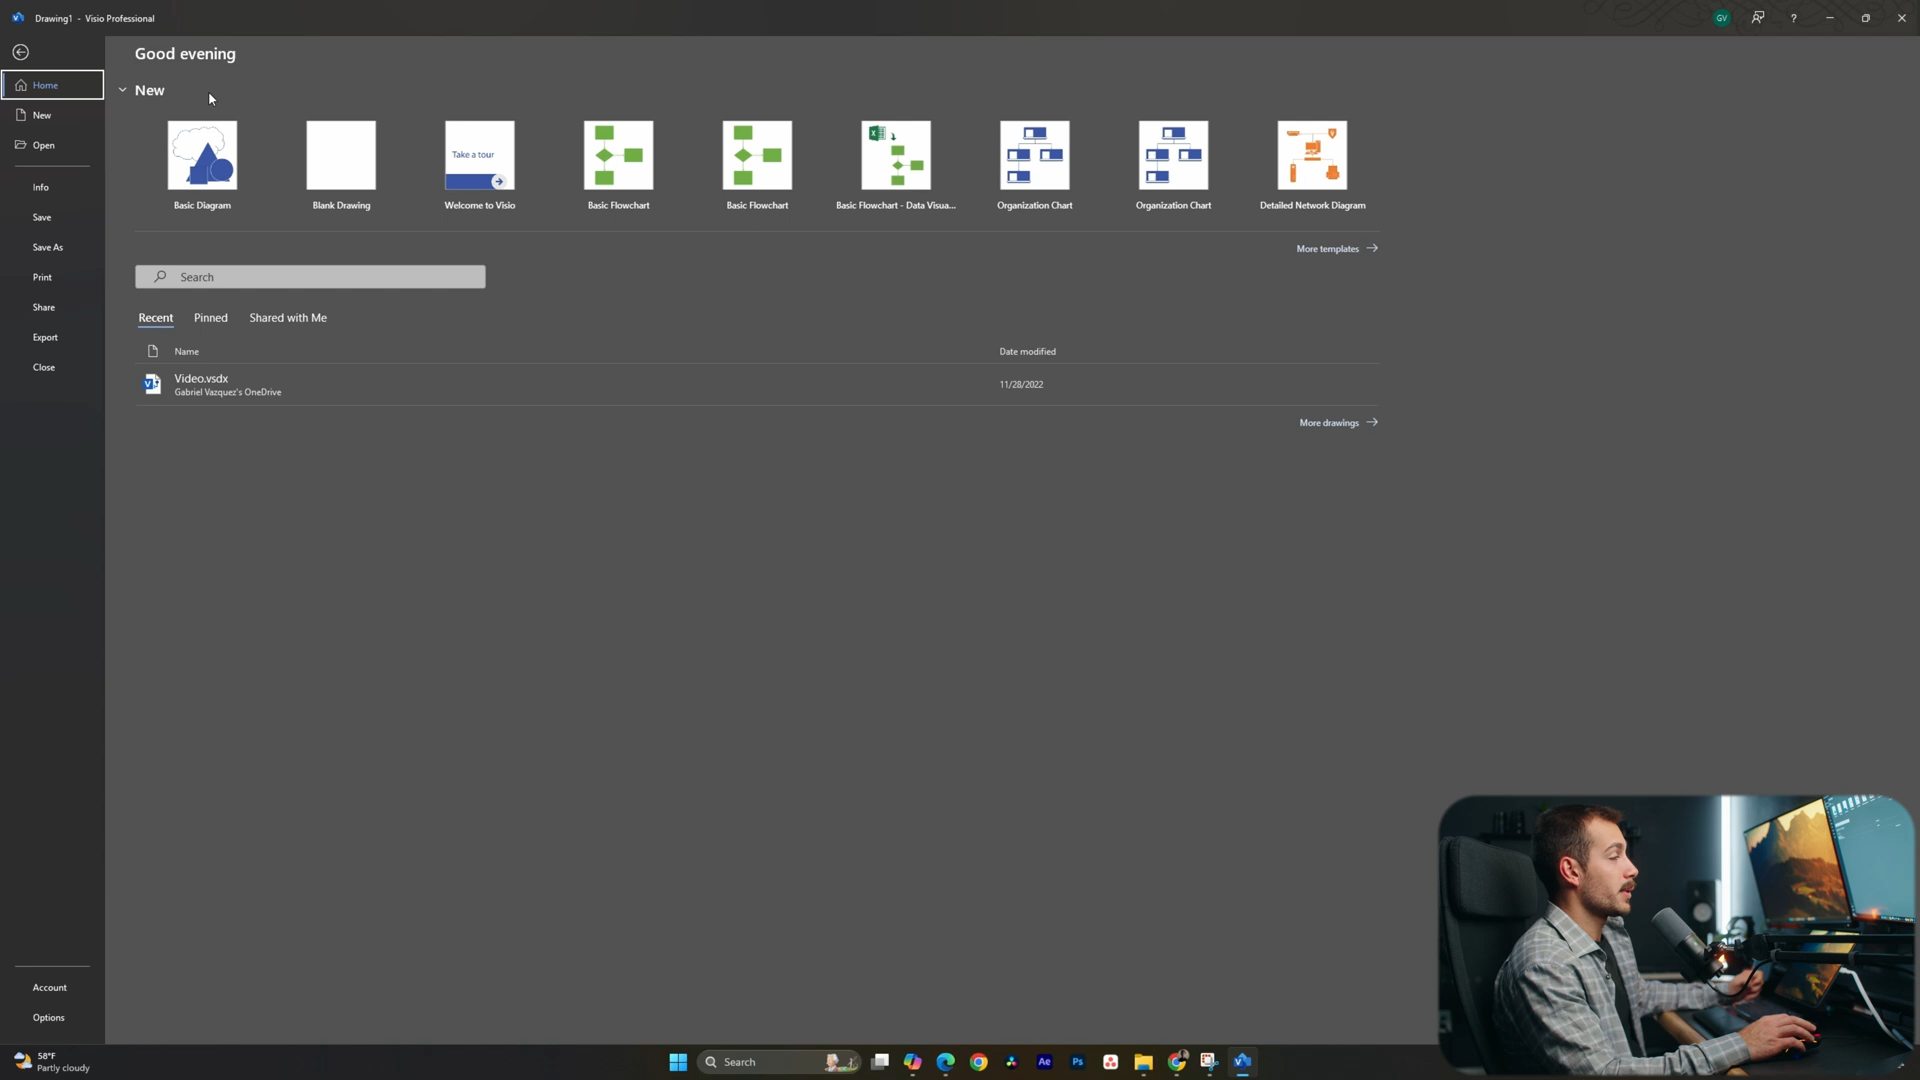 Drawing1 - Visio Professional
GV
?
Good evening
Home
New
New
Open
Take a tour
Basic Diagram
Blank Drawing
Welcome to Visio
Basic Flowchart
Basic Flowchart
Basic Flowchart - Data Visua...
Organization Chart
Organization Chart
Detailed Network Diagram
Info
Save
Save As
Print
Share
Export
Close
More templates
Search
Recent
Pinned
Shared with Me
Name
Date modified
Video.vsdx
Gabriel Vazquez's OneDrive
11/28/2022
More drawings
Account
Options
58°F
Partly cloudy
Search
Ae
Ps